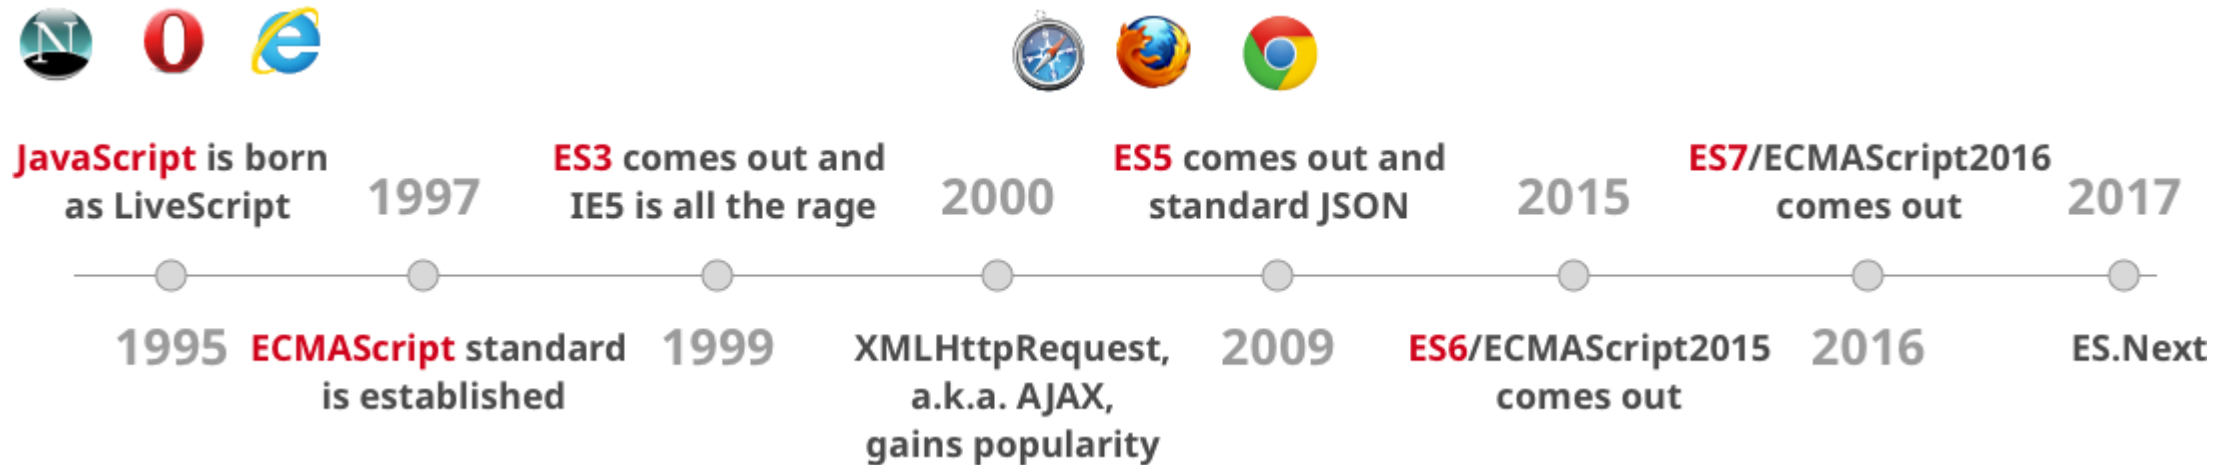 JavaScript is born
as LiveScript
1995
1997
ECMAScript standard
is established
ES3 comes out and
IE5 is all the rage
1999
2000
XMLHttpRequest,
a.k.a. AJAX,
gains popularity
ES5 comes out and
standard JSON
2009
2015
ES6/ECMAScript2015
comes out
ES7/ECMAScript2016
comes out
2016
2017
ES.Next